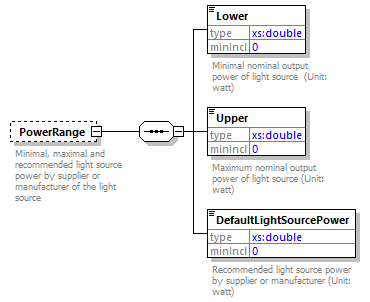 Lower
type xs:double
minIncl 0
Minimal nominal output
power of light source (Unit:
watt)
PowerRange
Minimal, maximal and
recommended light source
power by supplier or
manufacturer of the light
source
Upper
type xs:double
minIncl 0
Maximum nominal output
power of light source (Unit:
watt)
DefaultLightSourcePower
type xs:double
minIncl 0
Recommended light source power
by supplier or manufacturer (Unit:
watt)